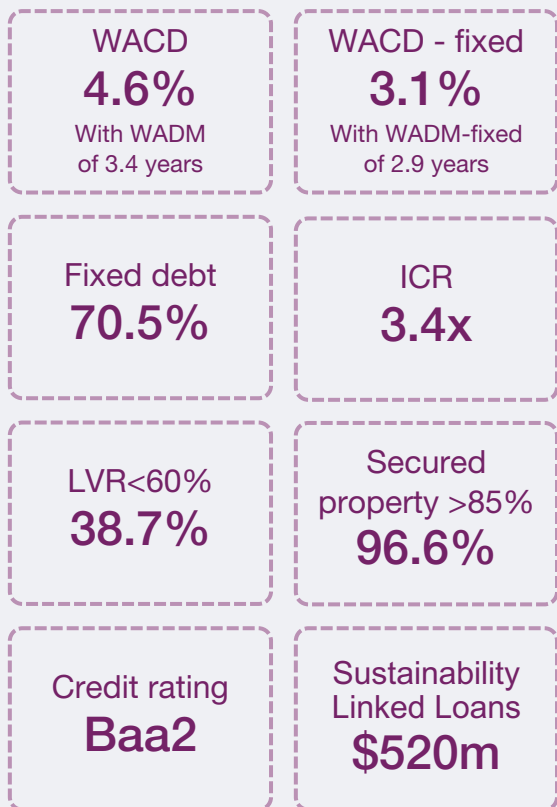 WACD
4.6%
With WADM
of 3.4 years
WACD - fixed
3.1%
With WADM-fixed
of 2.9 years
Fixed debt
70.5%
ICR
3.4x
LVR<60%
38.7%
Secured
property >85%
96.6%
Credit rating
Baa2
Sustainability
Linked Loans
$520m